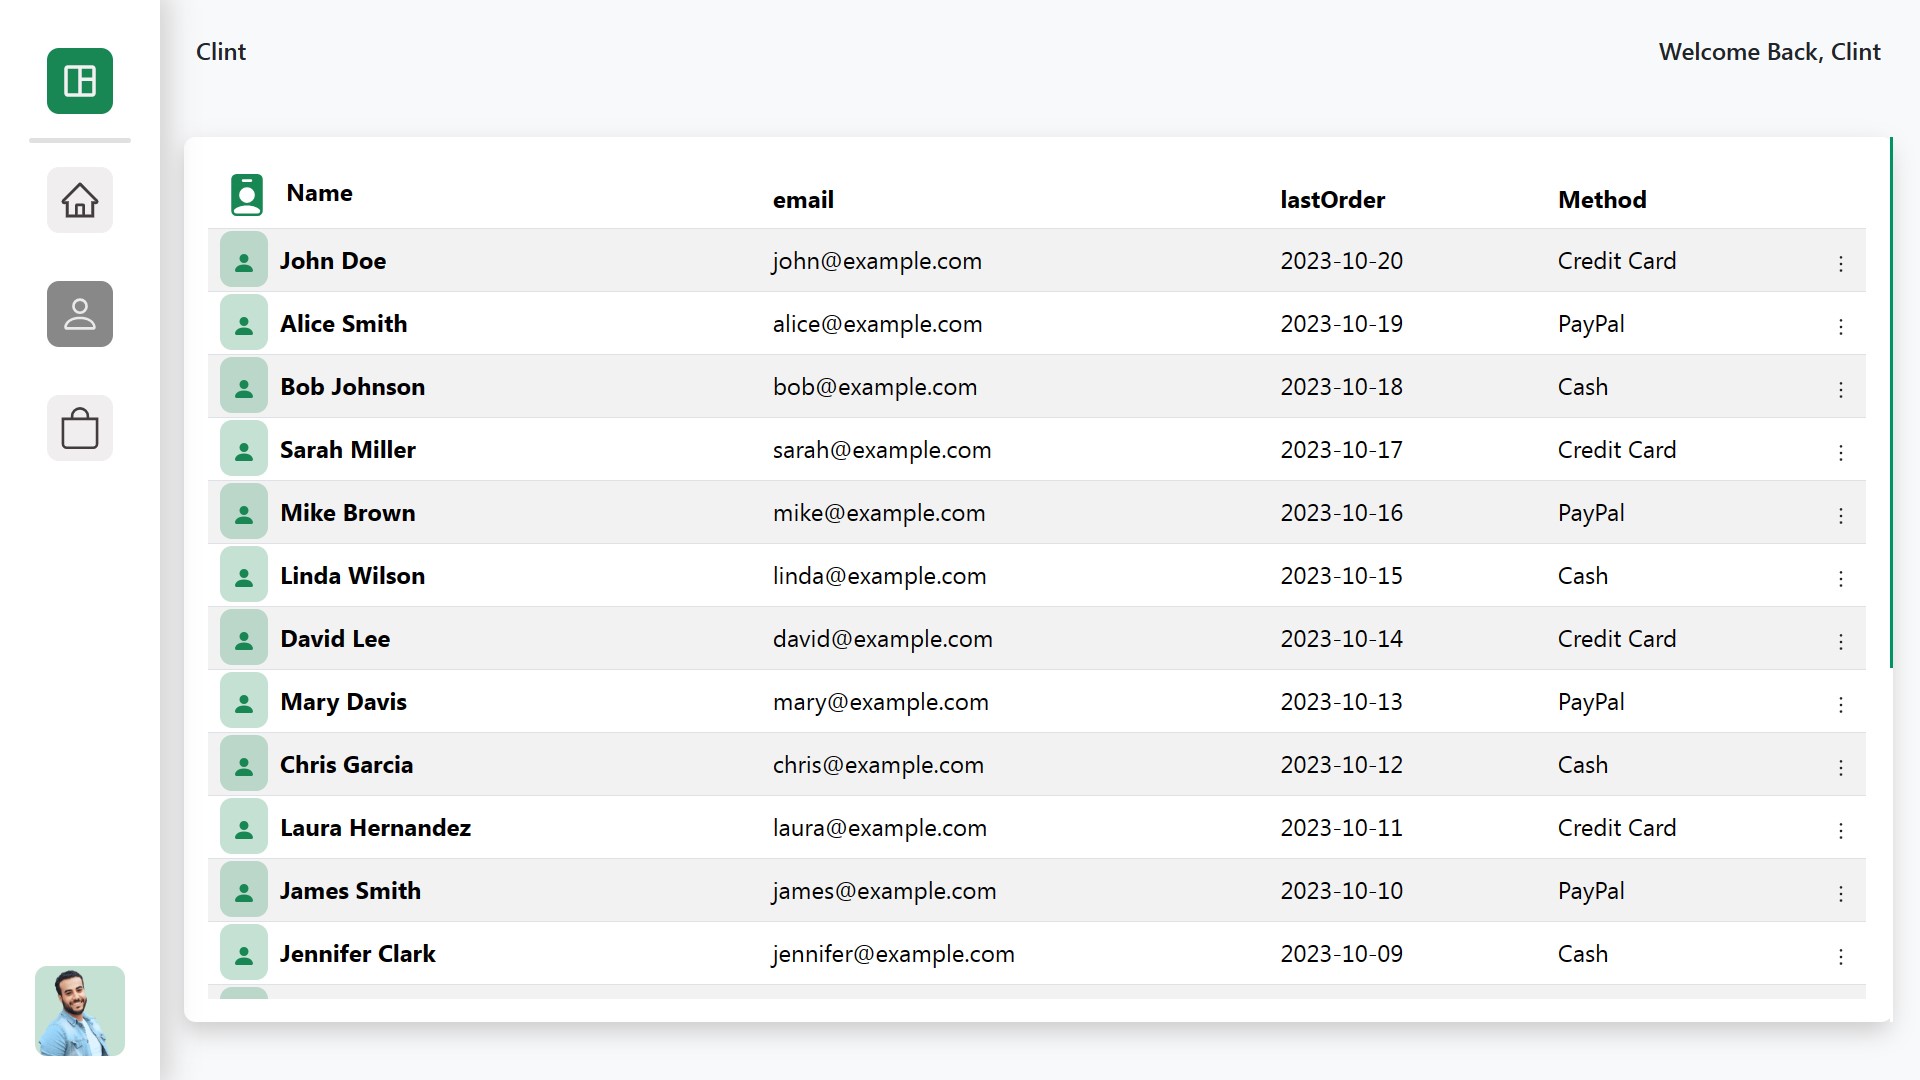 Clint
Welcome Back, Clint
Name email lastOrder Method
John Doe john@example.com 2023-10-20 Credit Card
Alice Smith alice@example.com 2023-10-19 PayPal
Bob Johnson bob@example.com 2023-10-18 Cash
Sarah Miller sarah@example.com 2023-10-17 Credit Card
Mike Brown mike@example.com 2023-10-16 PayPal
Linda Wilson linda@example.com 2023-10-15 Cash
David Lee david@example.com 2023-10-14 Credit Card
Mary Davis mary@example.com 2023-10-13 PayPal
Chris Garcia chris@example.com 2023-10-12 Cash
Laura Hernandez laura@example.com 2023-10-11 Credit Card
James Smith james@example.com 2023-10-10 PayPal
Jennifer Clark jennifer@example.com 2023-10-09 Cash